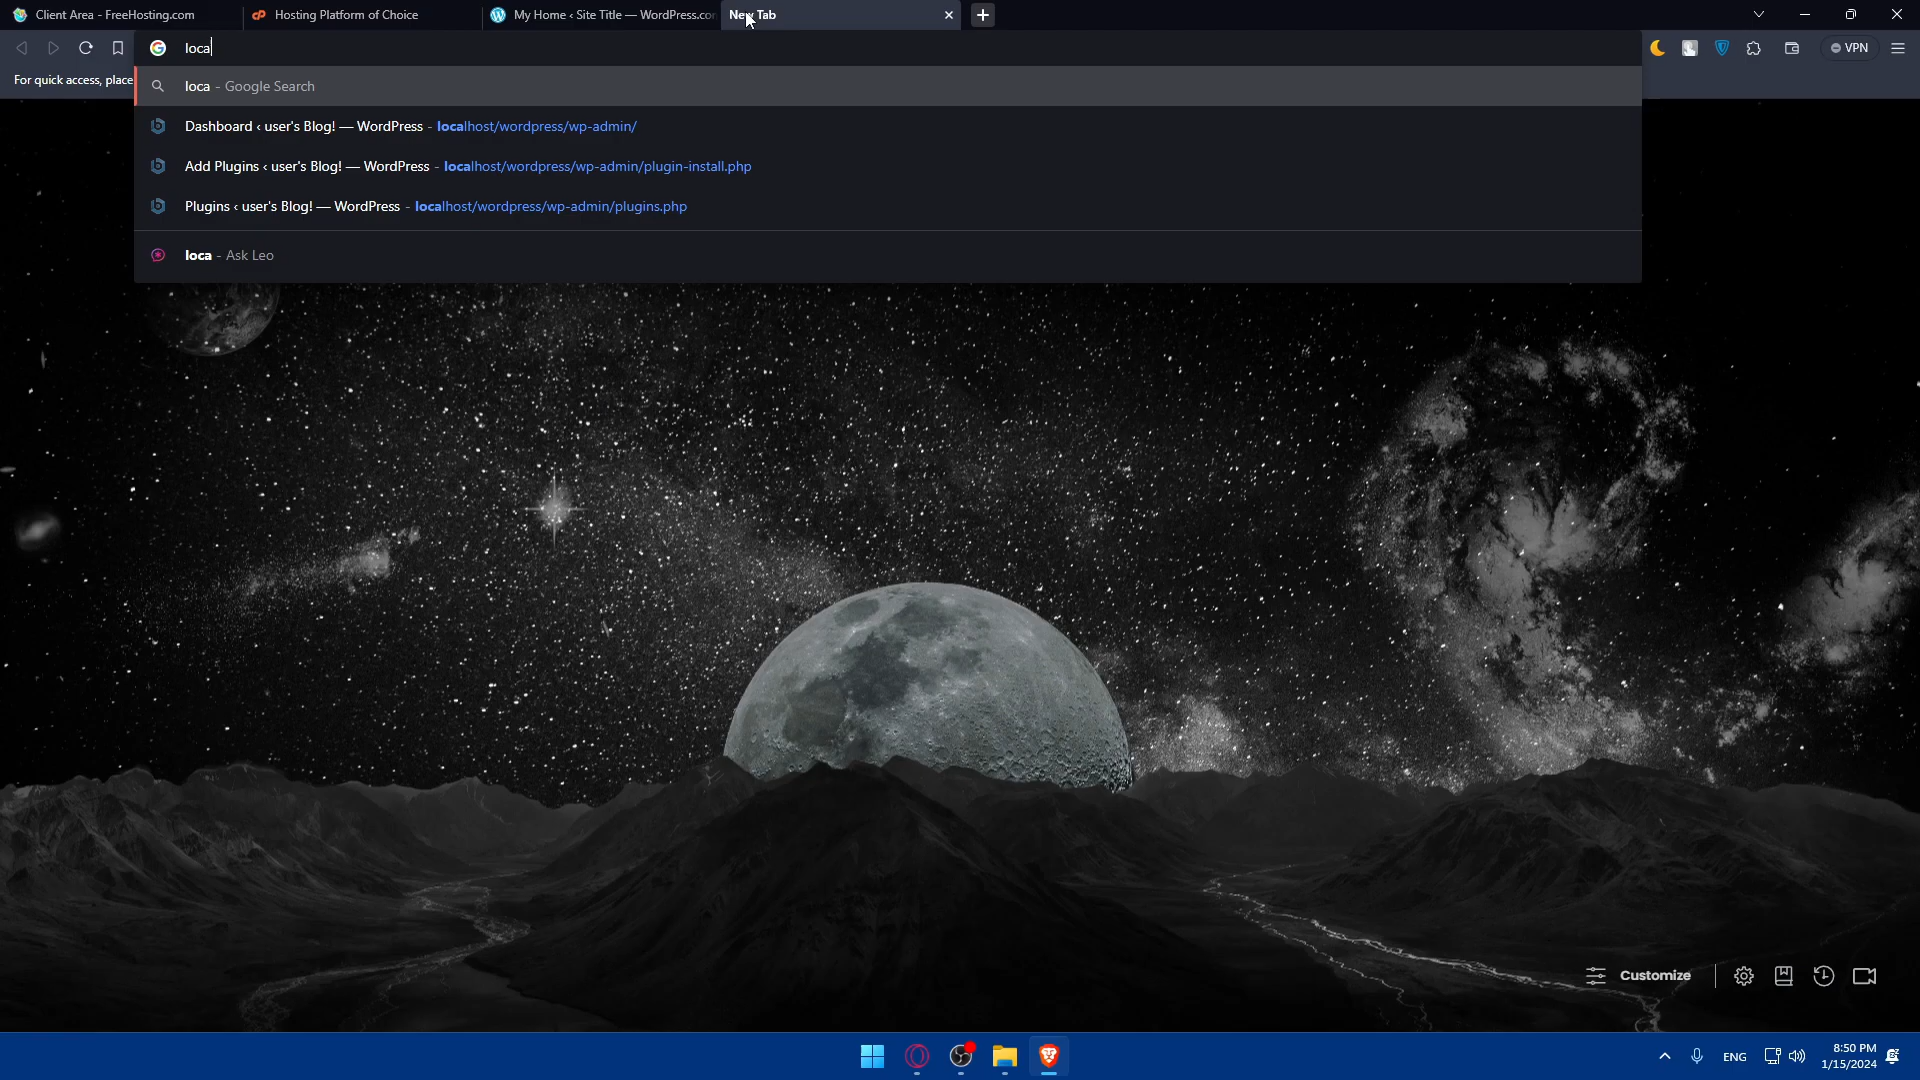 Client Area - FreeHosting.com
Hosting Platform of Choice
My Home ‹ Site Title — WordPress.co
New Tab
loca
VPN
For quick access, place
loca - Google Search
Dashboard ‹ user's Blog! — WordPress - localhost/wordpress/wp-admin/
Add Plugins ‹ user's Blog! — WordPress - localhost/wordpress/wp-admin/plugin-install.php
Plugins ‹ user's Blog! — WordPress - localhost/wordpress/wp-admin/plugins.php
loca - Ask Leo
Customize
ENG
8:50 PM
1/15/2024